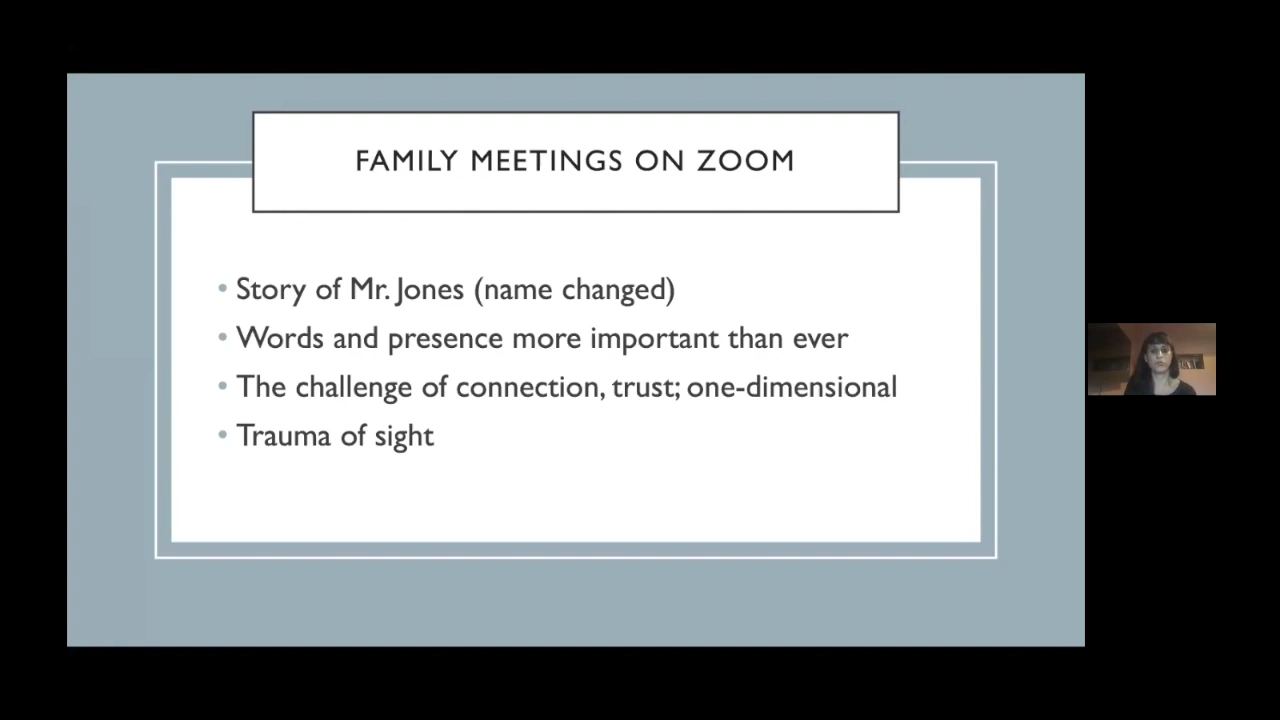 FAMILY MEETINGS ON ZOOM
• Story of Mr. Jones (name changed)
• Words and presence more important than ever
• The challenge of connection, trust; one-dimensional
• Trauma of sight